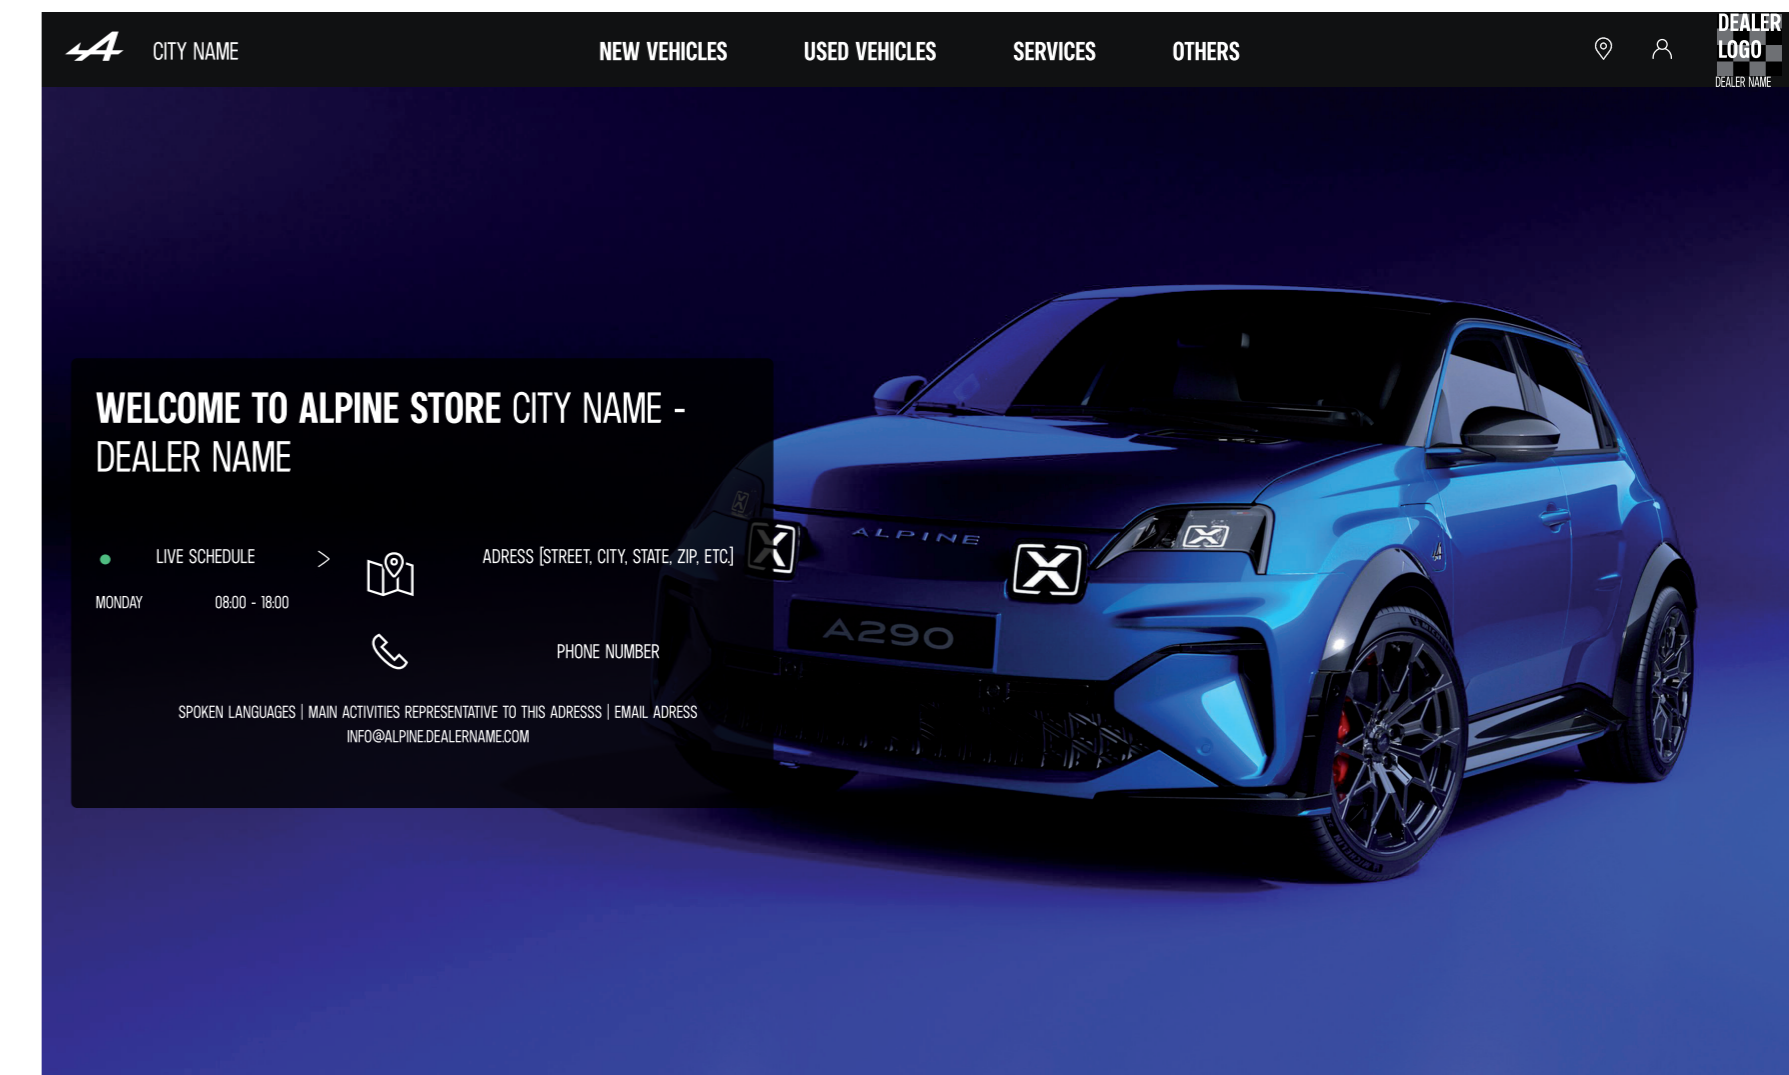 CITY NAME
NEW VEHICLES
USED VEHICLES
SERVICES
OTHERS
DEALER
LOGO
DEALER NAME
WELCOME TO ALPINE STORE CITY NAME -
DEALER NAME
LIVE SCHEDULE >
ADRESS [STREET, CITY, STATE, ZIP, ETC.]
MONDAY 08:00 - 18:00
PHONE NUMBER
SPOKEN LANGUAGES | MAIN ACTIVITIES REPRESENTATIVE TO THIS ADRESSS | EMAIL ADRESS
INFO@ALPINE.DEALERNAME.COM
ALPINE
A290
MICHELIN